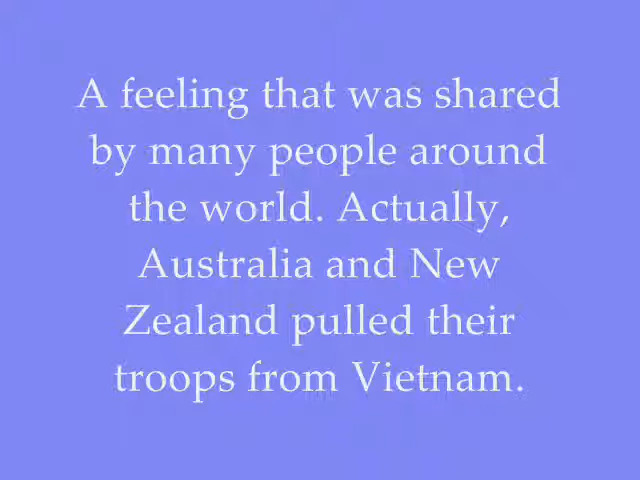 A feeling that was shared
by many people around
the world. Actually,
Australia and New
Zealand pulled their
troops from Vietnam.